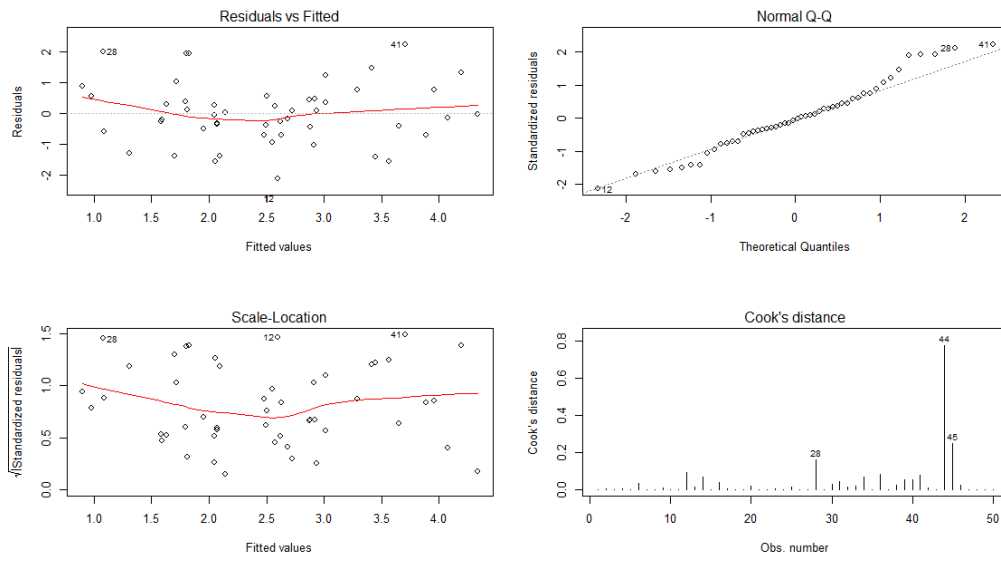 Residuals vs Fitted
Residuals
2
1
0
-1
-2
28
41
12
1.0 1.5 2.0 2.5 3.0 3.5 4.0
Fitted values
Normal Q-Q
Standardized residuals
2
1
0
-1
-2
28
41
12
-2 -1 0 1 2
Theoretical Quantiles
Scale-Location
√|Standardized residuals|
1.5
1.0
0.5
0.0
28
12
41
1.0 1.5 2.0 2.5 3.0 3.5 4.0
Fitted values
Cook's distance
Cook's distance
0.8
0.4
0.0
44
45
28
0 10 20 30 40 50
Obs. number